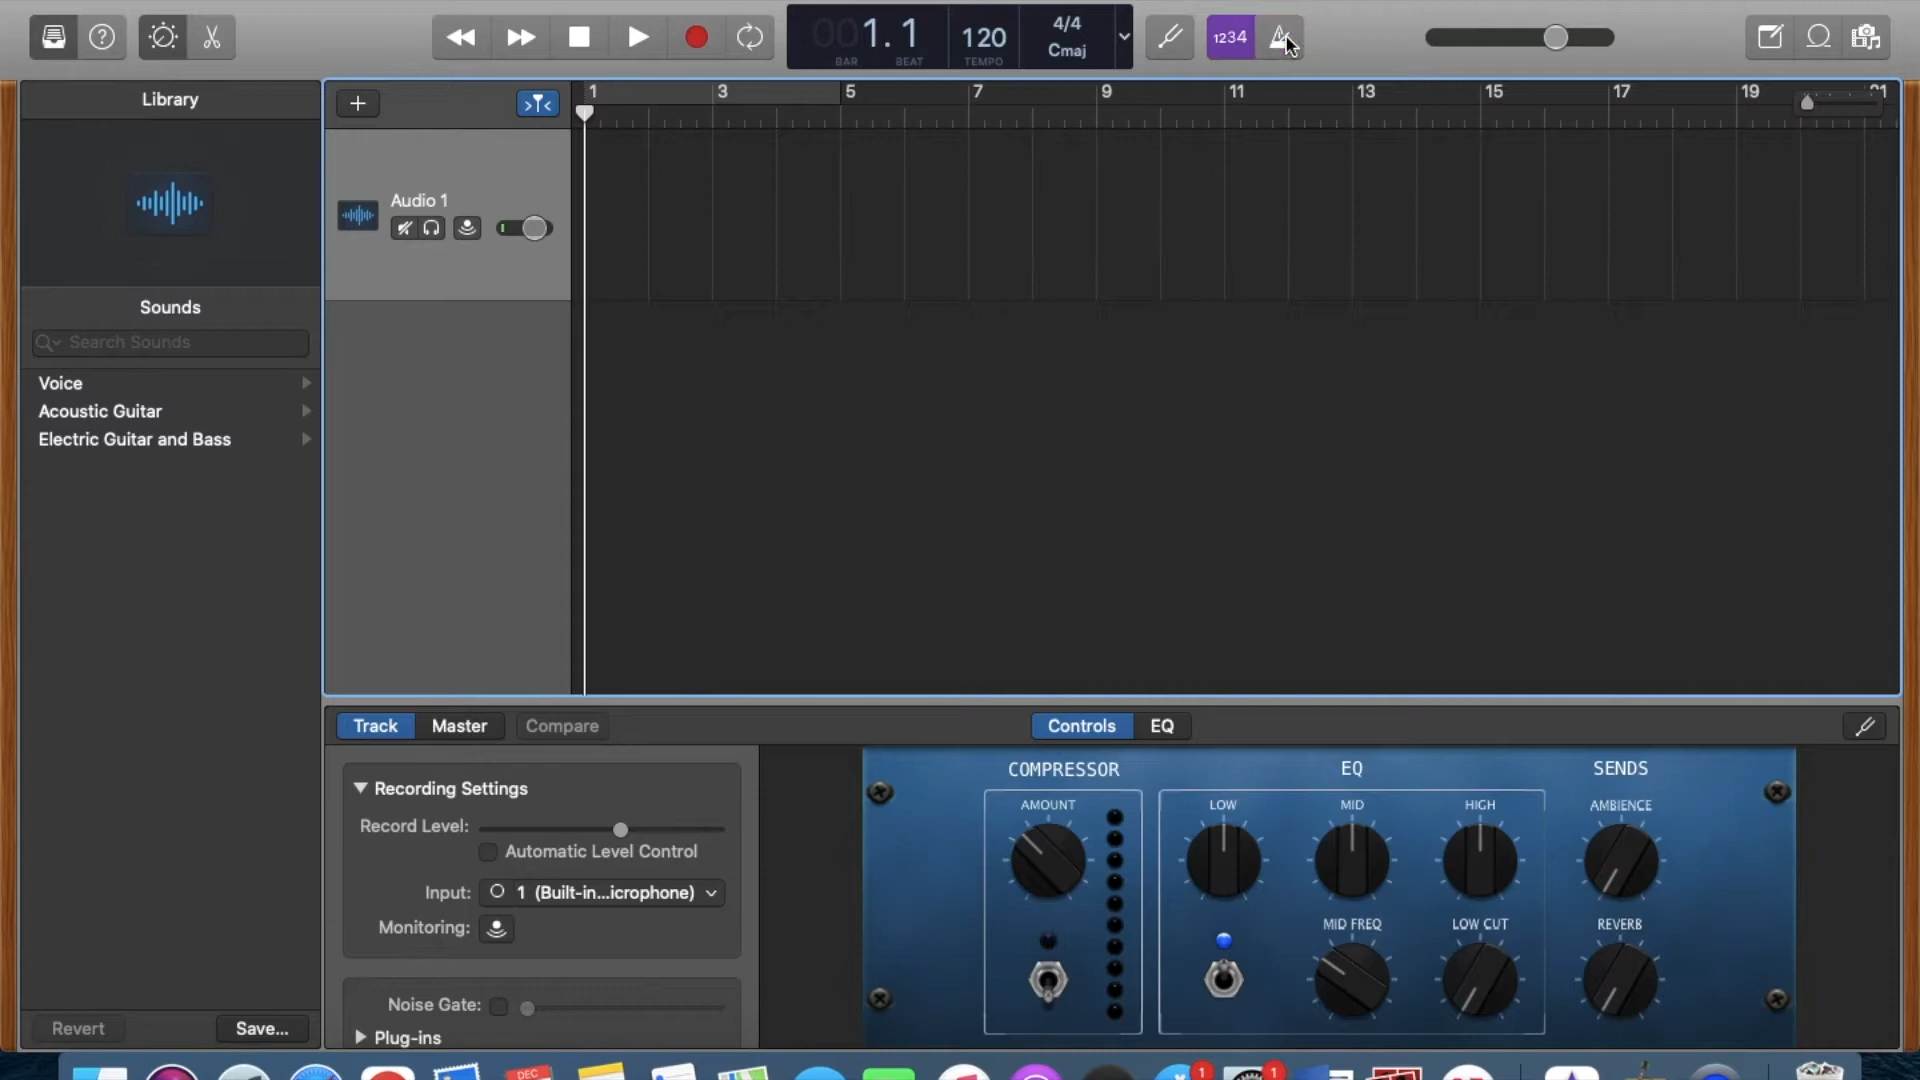 1.1
BAR
BEAT
120
TEMPO
4/4
Cmaj
1234
Library
1 3 5 7 9 11 13 15 17 19
Audio 1
Sounds
Search Sounds
Voice
Acoustic Guitar
Electric Guitar and Bass
Revert
Save...
Track
Master
Compare
Controls
EQ
Recording Settings
Record Level:
Automatic Level Control
Input: 1 (Built-in...icrophone)
Monitoring:
Noise Gate:
Plug-ins
COMPRESSOR
AMOUNT
EQ
LOW
MID
HIGH
MID FREQ
LOW CUT
SENDS
AMBIENCE
REVERB
DEC
1
1